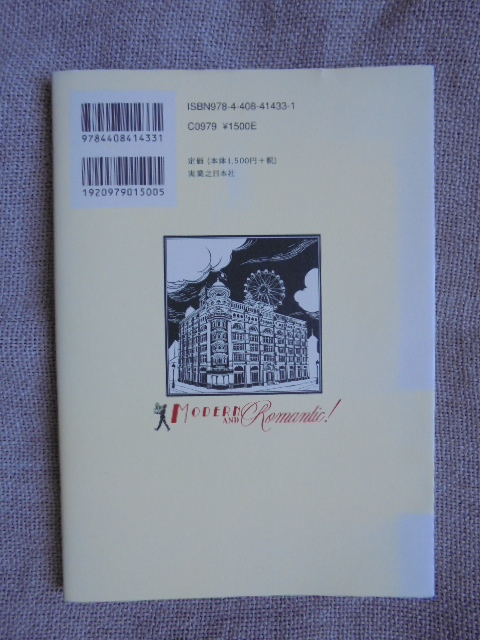 ISBN978-4-408-41433-1
C0979 ¥1500E
9784408414331
1920979015005
定価(本体1,500円+税)
実業之日本社
MODERN
AND Romantic!